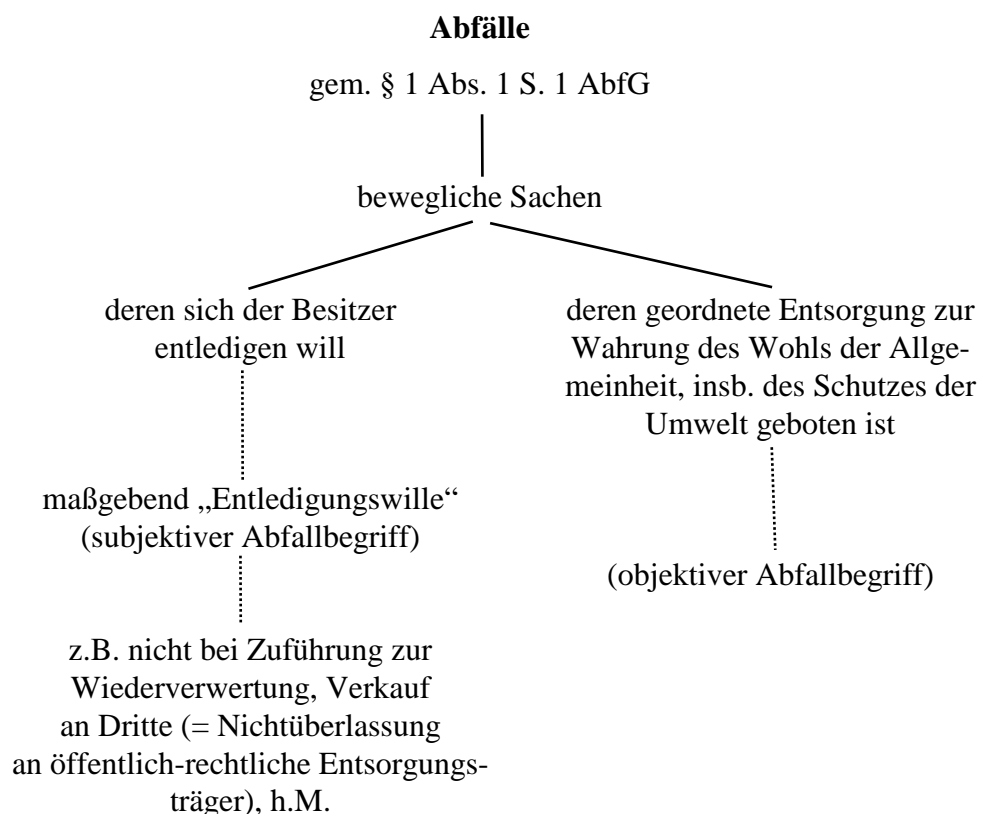 Abfälle
gem. § 1 Abs. 1 S. 1 AbfG
bewegliche Sachen
deren sich der Besitzer
entledigen will
maßgebend „Entledigungswille“
(subjektiver Abfallbegriff)
z.B. nicht bei Zuführung zur
Wiederverwertung, Verkauf
an Dritte (= Nichtüberlassung
an öffentlich-rechtliche Entsorgungs-
träger), h.M.
deren geordnete Entsorgung zur
Wahrung des Wohls der Allge-
meinheit, insb. des Schutzes der
Umwelt geboten ist
(objektiver Abfallbegriff)